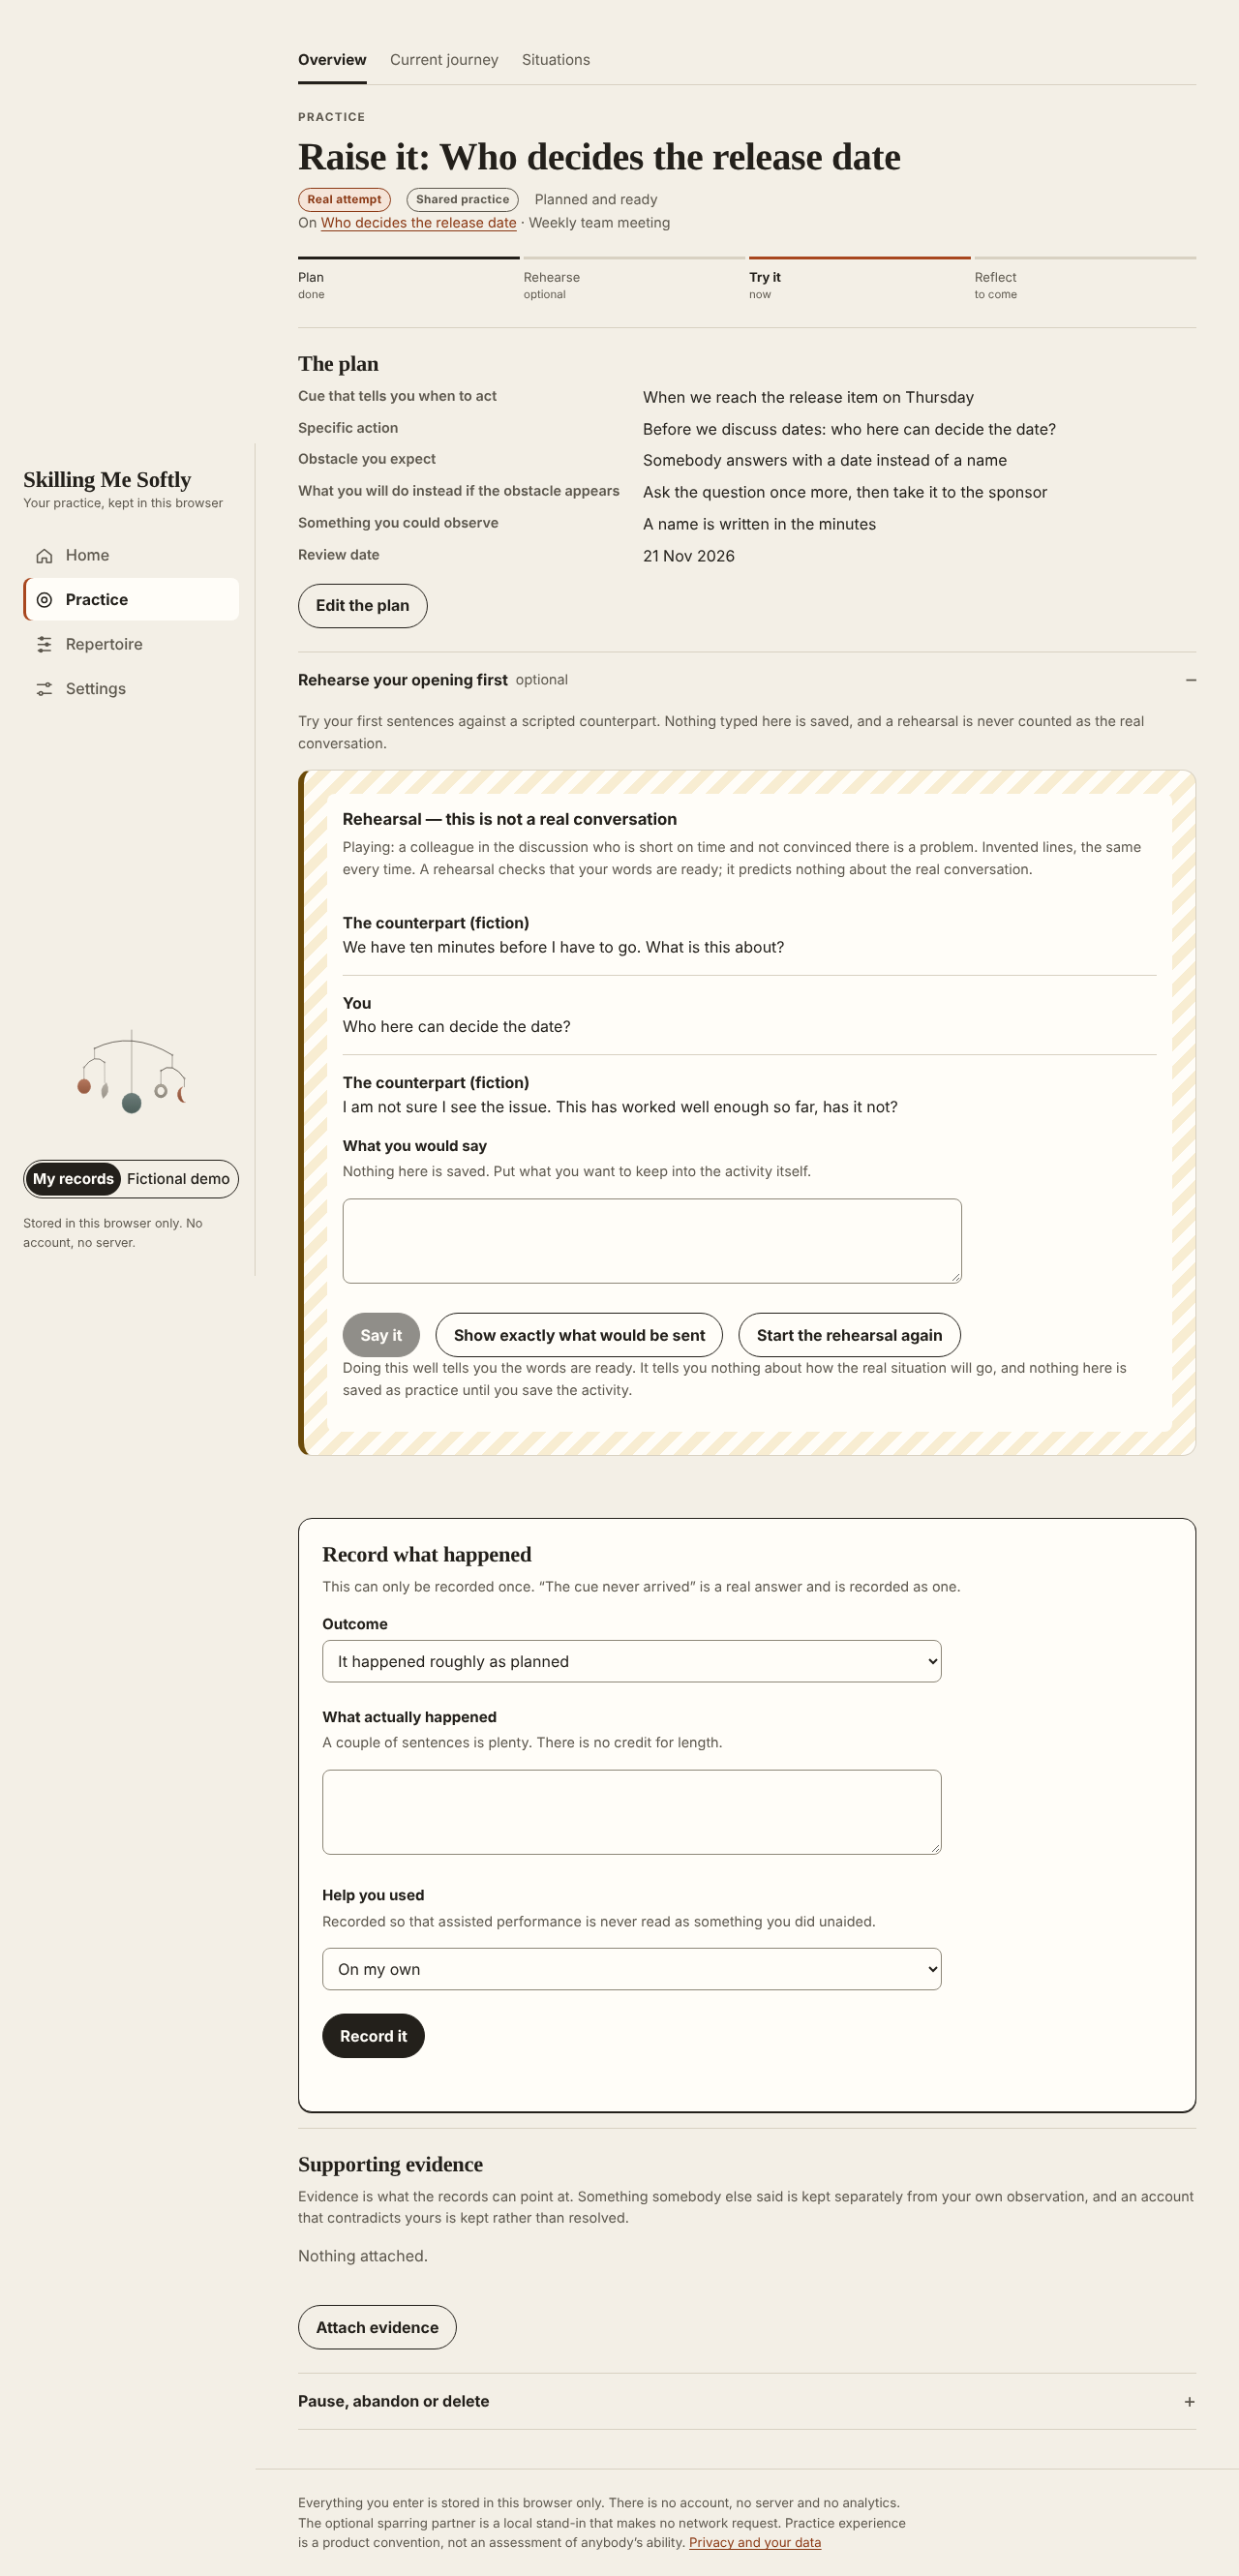 Overview Current journey Situations
PRACTICE
Raise it: Who decides the release date
Real attempt Shared practice Planned and ready
On Who decides the release date · Weekly team meeting
Plan
done
Rehearse
optional
Try it
now
Reflect
to come
The plan
Cue that tells you when to act
When we reach the release item on Thursday
Specific action
Before we discuss dates: who here can decide the date?
Obstacle you expect
Somebody answers with a date instead of a name
What you will do instead if the obstacle appears
Ask the question once more, then take it to the sponsor
Something you could observe
A name is written in the minutes
Review date
21 Nov 2026
Edit the plan
Skilling Me Softly
Your practice, kept in this browser
Home
Practice
Repertoire
Settings
My records Fictional demo
Stored in this browser only. No
account, no server.
Rehearse your opening first optional
Try your first sentences against a scripted counterpart. Nothing typed here is saved, and a rehearsal is never counted as the real
conversation.
Rehearsal — this is not a real conversation
Playing: a colleague in the discussion who is short on time and not convinced there is a problem. Invented lines, the same
every time. A rehearsal checks that your words are ready; it predicts nothing about the real conversation.
The counterpart (fiction)
We have ten minutes before I have to go. What is this about?
You
Who here can decide the date?
The counterpart (fiction)
I am not sure I see the issue. This has worked well enough so far, has it not?
What you would say
Nothing here is saved. Put what you want to keep into the activity itself.
Say it Show exactly what would be sent Start the rehearsal again
Doing this well tells you the words are ready. It tells you nothing about how the real situation will go, and nothing here is
saved as practice until you save the activity.
Record what happened
This can only be recorded once. “The cue never arrived” is a real answer and is recorded as one.
Outcome
It happened roughly as planned
What actually happened
A couple of sentences is plenty. There is no credit for length.
Help you used
Recorded so that assisted performance is never read as something you did unaided.
On my own
Record it
Supporting evidence
Evidence is what the records can point at. Something somebody else said is kept separately from your own observation, and an account
that contradicts yours is kept rather than resolved.
Nothing attached.
Attach evidence
Pause, abandon or delete
Everything you enter is stored in this browser only. There is no account, no server and no analytics.
The optional sparring partner is a local stand-in that makes no network request. Practice experience
is a product convention, not an assessment of anybody’s ability. Privacy and your data